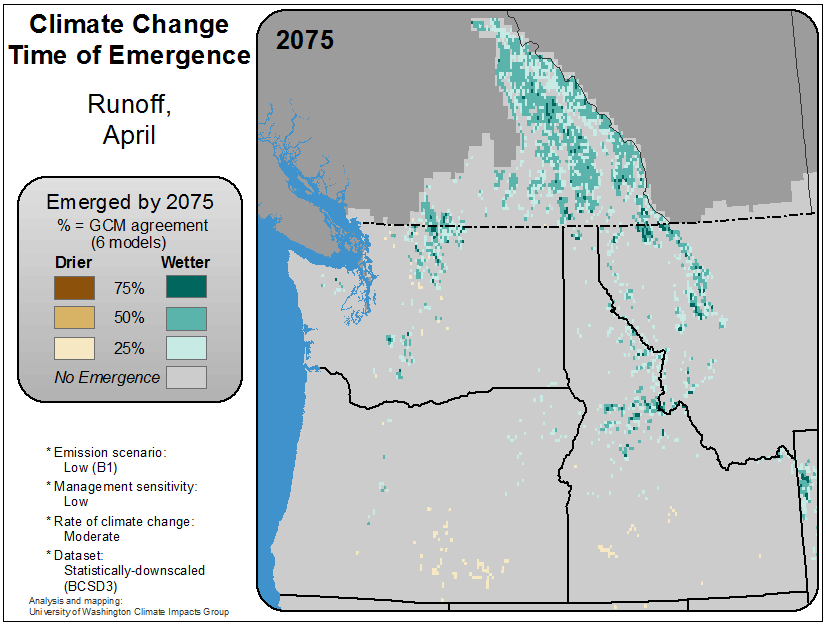 Climate Change
Time of Emergence
Runoff,
April
Emerged by 2075
% = GCM agreement
(6 models)
Drier Wetter
75%
50%
25%
No Emergence
* Emission scenario:
Low (B1)
* Management sensitivity:
Low
* Rate of climate change:
Moderate
* Dataset:
Statistically-downscaled
(BCSD3)
Analysis and mapping:
University of Washington Climate Impacts Group
2075